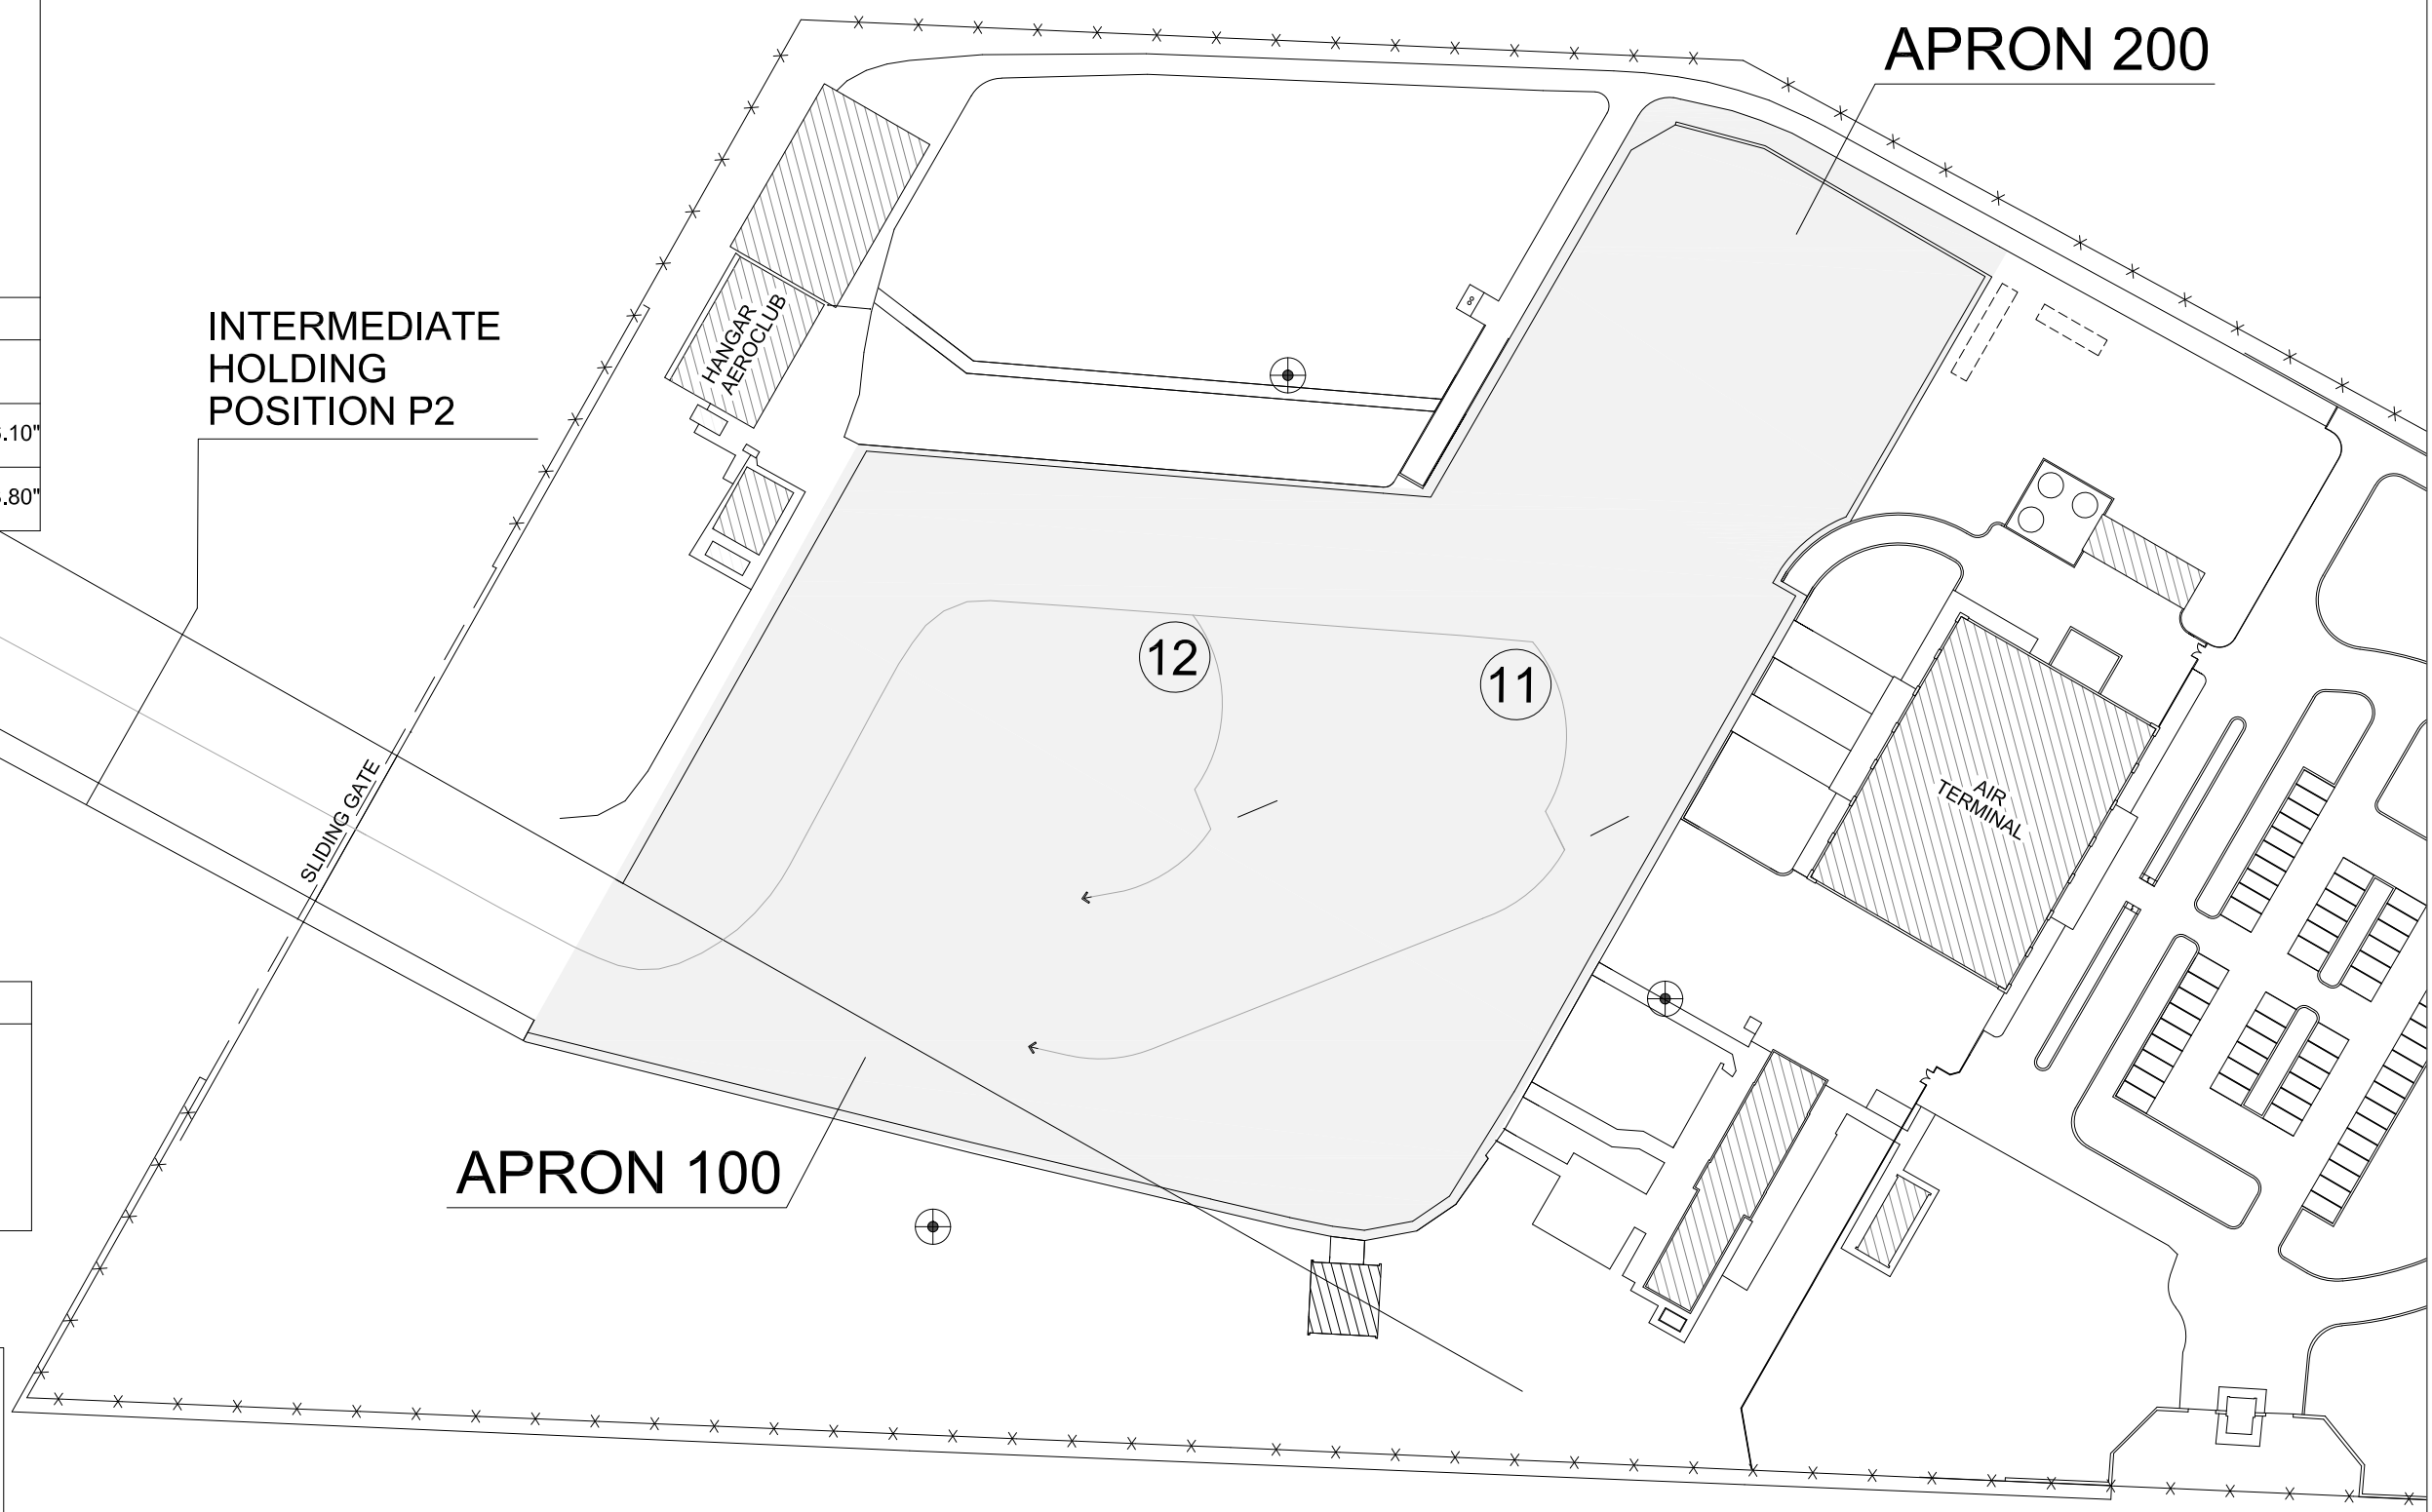 APRON 200
INTERMEDIATE
HOLDING
POSITION P2
HANGAR
AEROCLUB
.10"
.80"
12
11
SLIDING GATE
AIR
TERMINAL
APRON 100